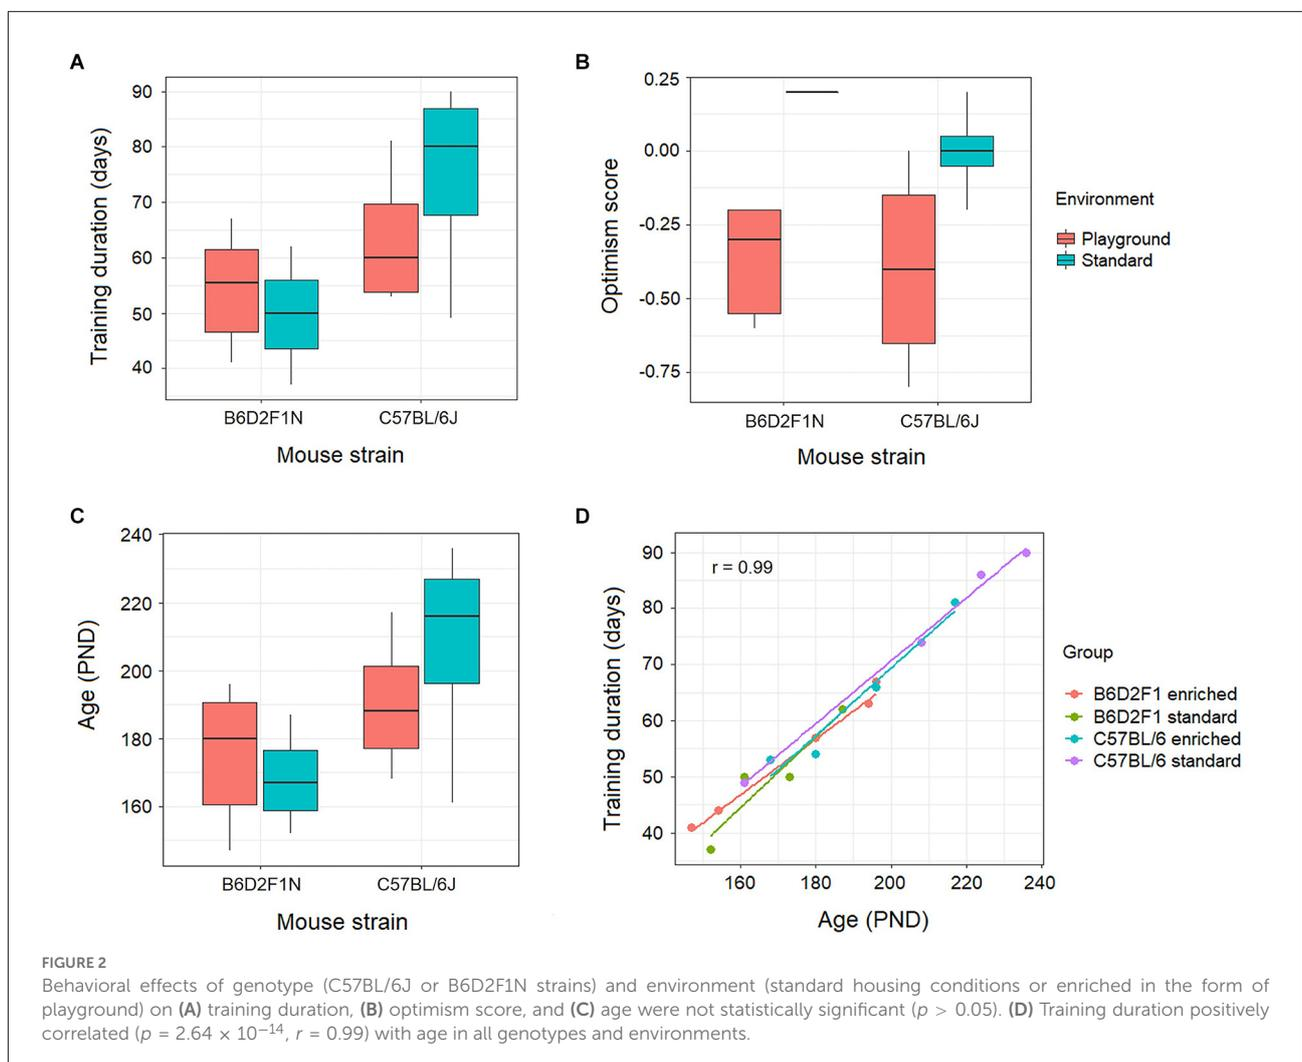 A
Training duration (days)
90
80
70
60
50
40
B6D2F1N
C57BL/6J
Mouse strain
B
Optimism score
0.25
0.00
-0.25
-0.50
-0.75
B6D2F1N
C57BL/6J
Mouse strain
Environment
Playground
Standard
C
Age (PND)
240
220
200
180
160
B6D2F1N
C57BL/6J
Mouse strain
D
Training duration (days)
r = 0.99
90
80
70
60
50
40
160
180
200
220
240
Age (PND)
Group
B6D2F1 enriched
B6D2F1 standard
C57BL/6 enriched
C57BL/6 standard
FIGURE 2
Behavioral effects of genotype (C57BL/6J or B6D2F1N strains) and environment (standard housing conditions or enriched in the form of
playground) on (A) training duration, (B) optimism score, and (C) age were not statistically significant (p > 0.05). (D) Training duration positively
correlated (p = 2.64 × 10⁻¹⁴, r = 0.99) with age in all genotypes and environments.